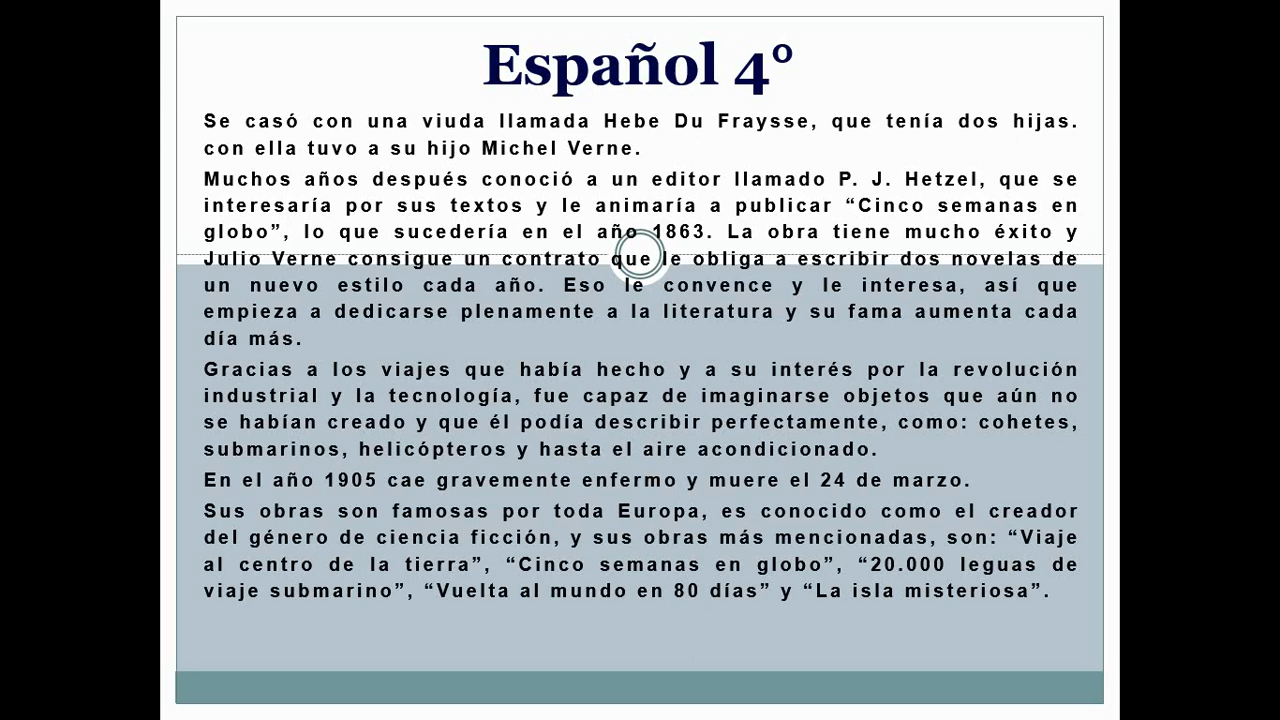 Español 4°
Se casó con una viuda llamada Hebe Du Fraysse, que tenía dos hijas.
con ella tuvo a su hijo Michel Verne.
Muchos años después conoció a un editor llamado P. J. Hetzel, que se
interesaría por sus textos y le animaría a publicar “Cinco semanas en
globo”, lo que sucedería en el año 1863. La obra tiene mucho éxito y
Julio Verne consigue un contrato que le obliga a escribir dos novelas de
un nuevo estilo cada año. Eso le convence y le interesa, así que
empieza a dedicarse plenamente a la literatura y su fama aumenta cada
día más.
Gracias a los viajes que había hecho y a su interés por la revolución
industrial y la tecnología, fue capaz de imaginarse objetos que aún no
se habían creado y que él podía describir perfectamente, como: cohetes,
submarinos, helicópteros y hasta el aire acondicionado.
En el año 1905 cae gravemente enfermo y muere el 24 de marzo.
Sus obras son famosas por toda Europa, es conocido como el creador
del género de ciencia ficción, y sus obras más mencionadas, son: “Viaje
al centro de la tierra”, “Cinco semanas en globo”, “20.000 leguas de
viaje submarino”, “Vuelta al mundo en 80 días” y “La isla misteriosa”.